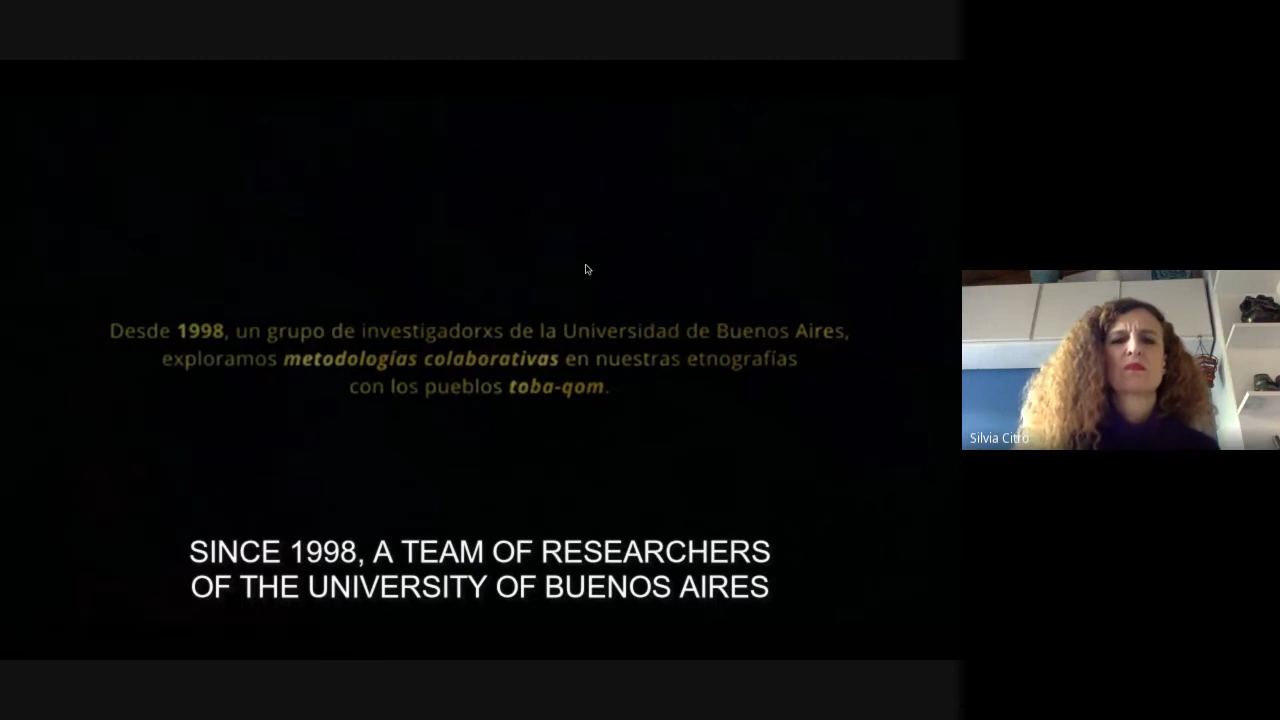 Desde 1998, un grupo de investigadorxs de la Universidad de Buenos Aires,
exploramos metodologías colaborativas en nuestras etnografías
con los pueblos toba-qom.
SINCE 1998, A TEAM OF RESEARCHERS
OF THE UNIVERSITY OF BUENOS AIRES
Silvia Citro